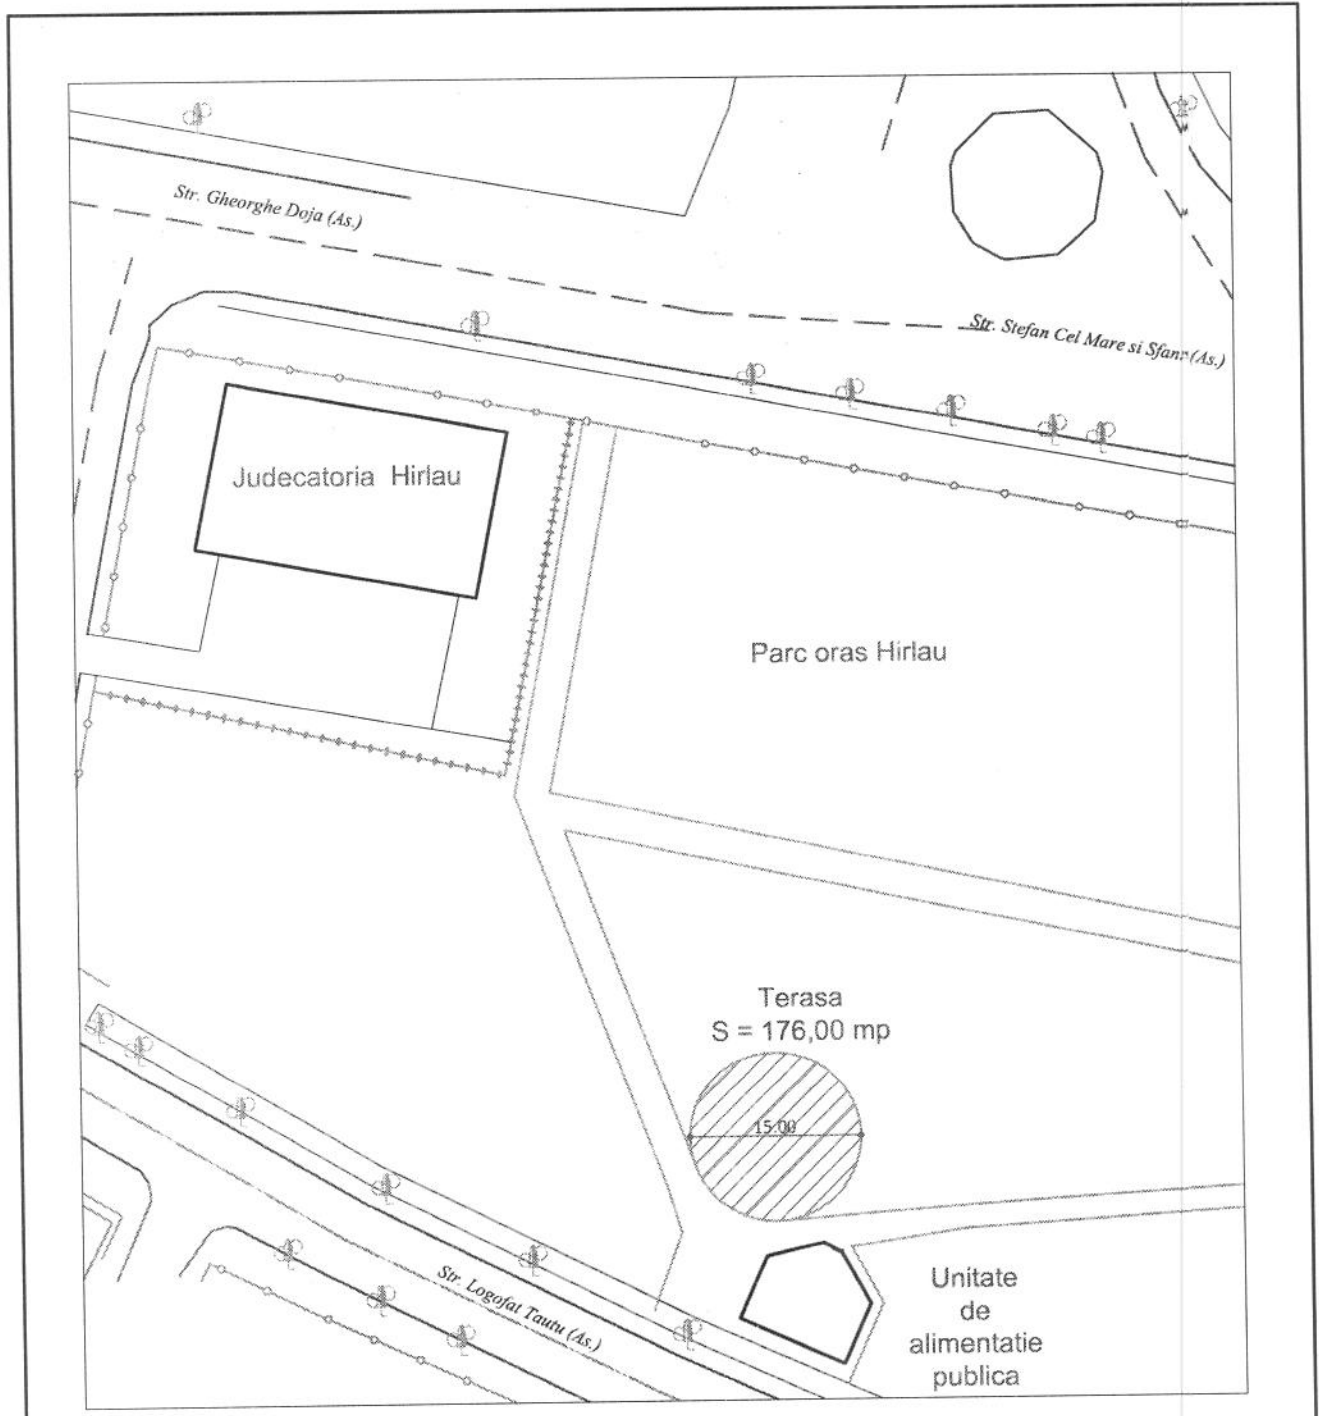 Str. Gheorghe Doja (As.)
Str. Stefan Cel Mare si Sfant (As.)
Judecatoria Hirlau
Parc oras Hirlau
Terasa
S = 176,00 mp
15.00
Str. Logofat Tautu (As.)
Unitate
de
alimentatie
publica